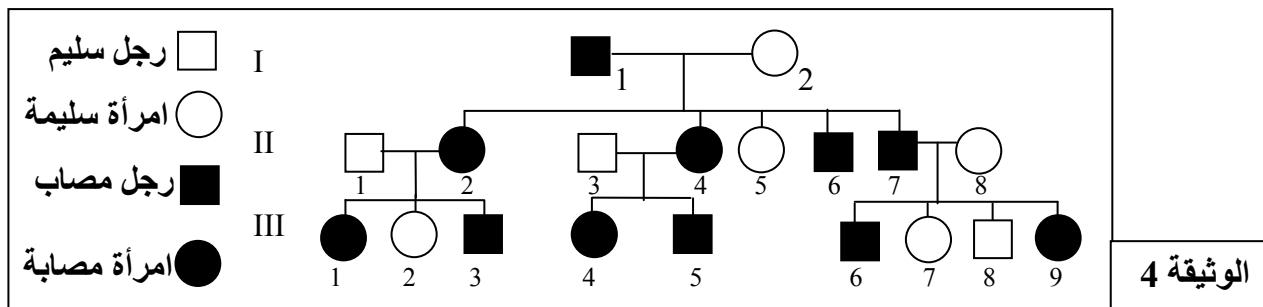 رجل سليم
امرأة سليمة
رجل مصاب
امرأة مصابة
I
1 2
II
1 2 3 4 5 6 7 8
III
1 2 3 4 5 6 7 8 9
الوثيقة 4